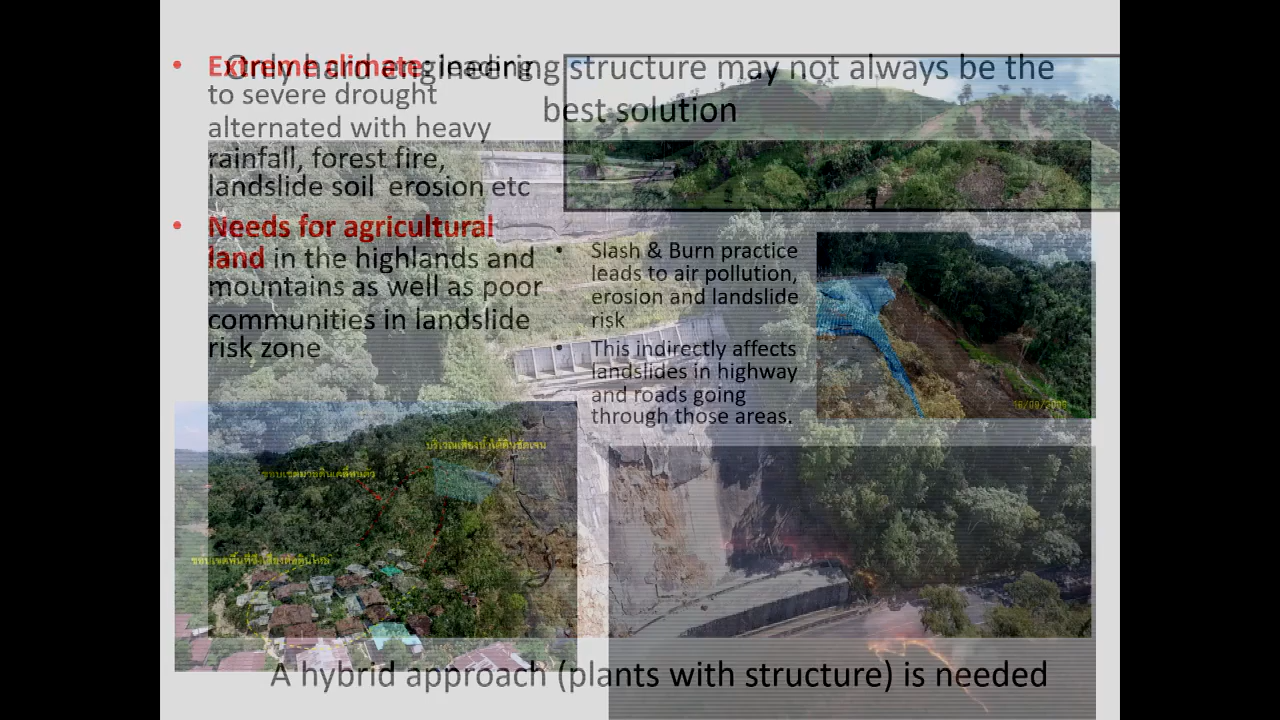 Only hard engineering structure may not always be the
best solution
• Extreme climate: leading
to severe drought
alternated with heavy
rainfall, forest fire,
landslide soil erosion etc
• Needs for agricultural
land in the highlands and
mountains as well as poor
communities in landslide
risk zone
• Slash & Burn practice
leads to air pollution,
erosion and landslide
risk
• This indirectly affects
landslides in highway
and roads going
through those areas.
A hybrid approach (plants with structure) is needed